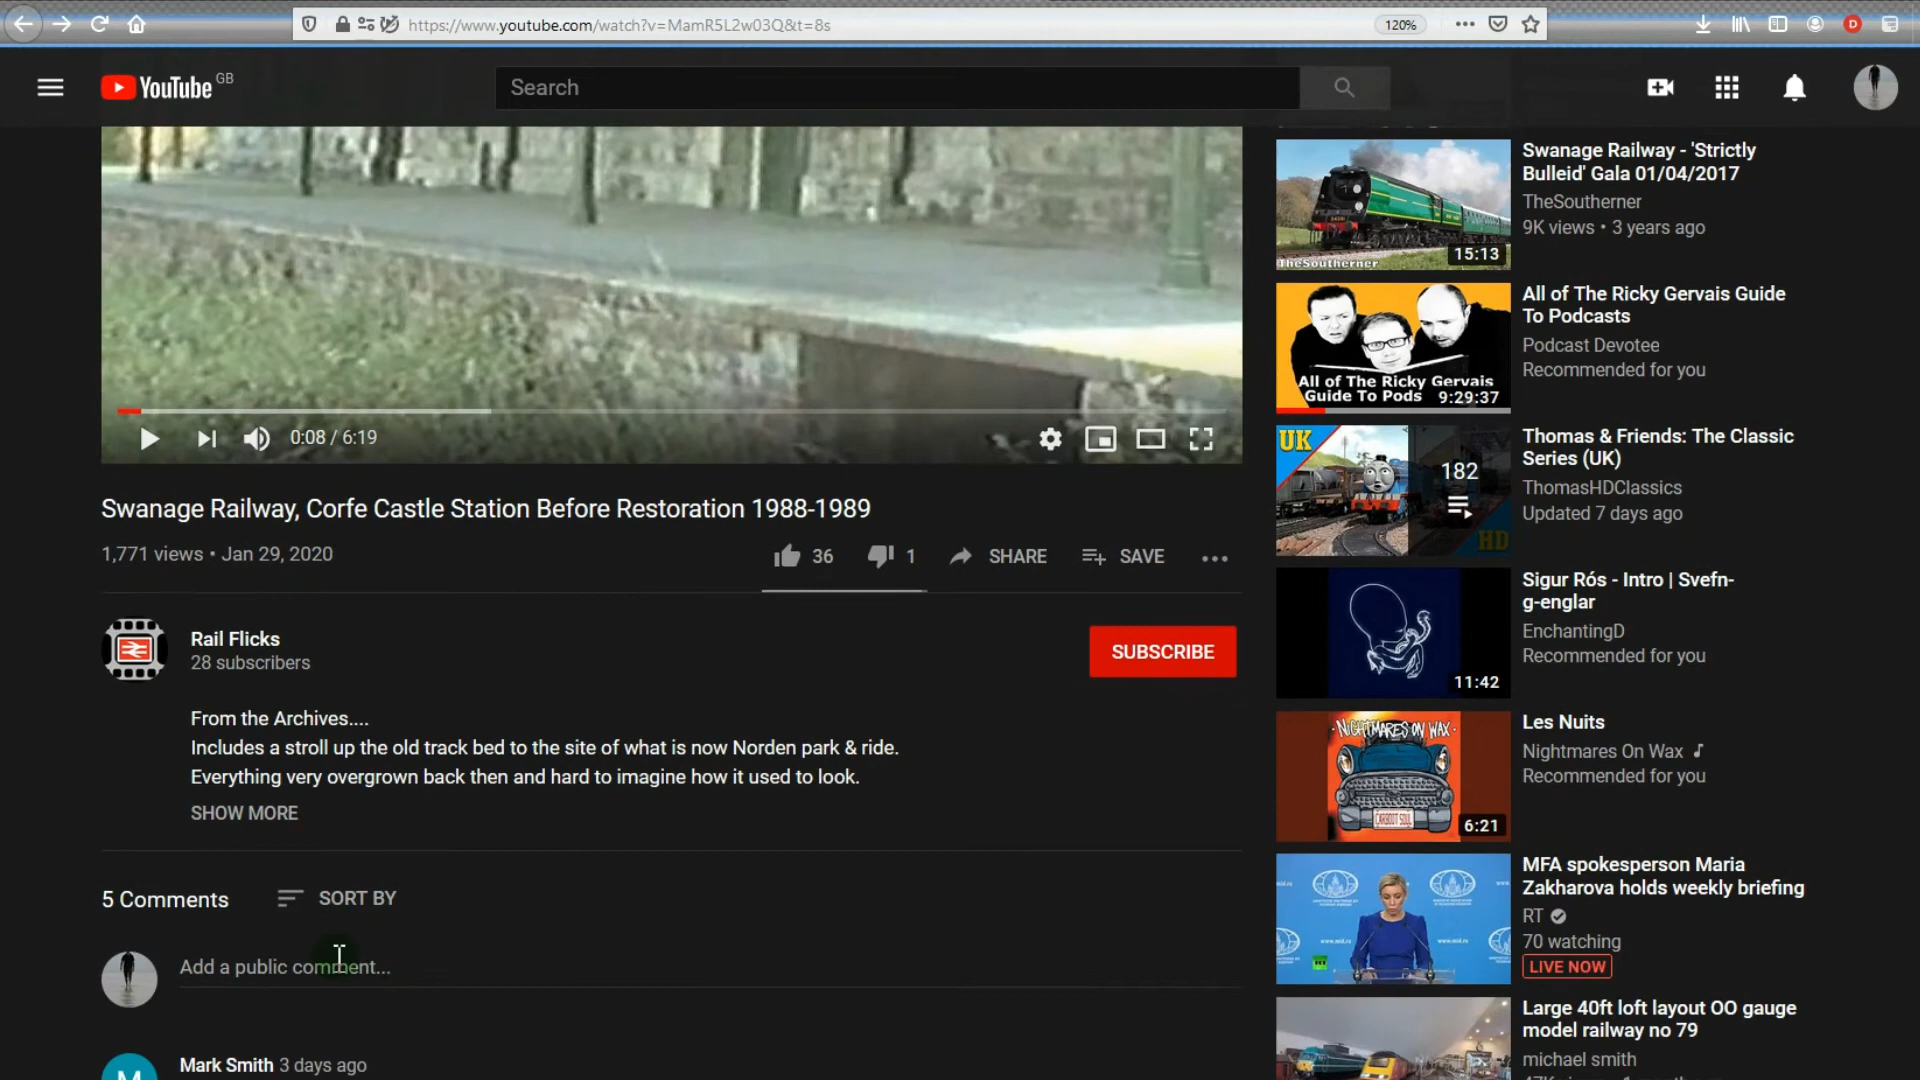 https://www.youtube.com/watch?v=MamR5L2w03Q&t=8s
120%
D
YouTube GB
Search
0:08 / 6:19
Swanage Railway, Corfe Castle Station Before Restoration 1988-1989
1,771 views • Jan 29, 2020
36
1
SHARE
SAVE
Rail Flicks
28 subscribers
SUBSCRIBE
From the Archives....
Includes a stroll up the old track bed to the site of what is now Norden park & ride.
Everything very overgrown back then and hard to imagine how it used to look.
SHOW MORE
5 Comments
SORT BY
Add a public comment...
M
Mark Smith 3 days ago
TheSoutherner
15:13
Swanage Railway - 'Strictly
Bulleid' Gala 01/04/2017
TheSoutherner
9K views • 3 years ago
All of The Ricky Gervais
Guide To Pods
9:29:37
All of The Ricky Gervais Guide
To Podcasts
Podcast Devotee
Recommended for you
UK
182
HD
Thomas & Friends: The Classic
Series (UK)
ThomasHDClassics
Updated 7 days ago
11:42
Sigur Rós - Intro | Svefn-
g-englar
EnchantingD
Recommended for you
NIGHTMARES ON WAX
CARBOOT SOUL
6:21
Les Nuits
Nightmares On Wax
Recommended for you
MFA spokesperson Maria
Zakharova holds weekly briefing
RT
70 watching
LIVE NOW
Large 40ft loft layout OO gauge
model railway no 79
michael smith